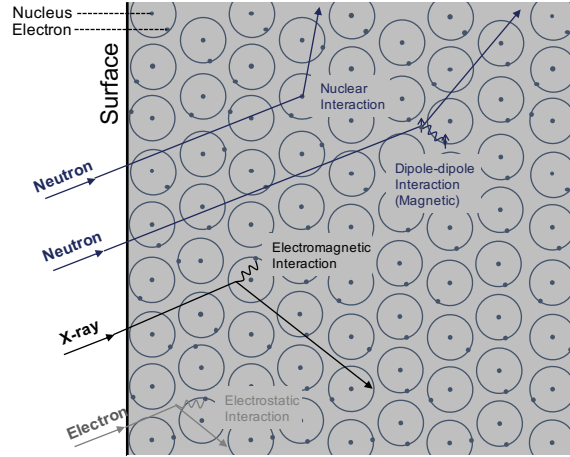 Nucleus
Electron
Surface
Nuclear
Interaction
Neutron
Dipole-dipole
Interaction
(Magnetic)
Neutron
Electromagnetic
Interaction
X-ray
Electrostatic
Interaction
Electron